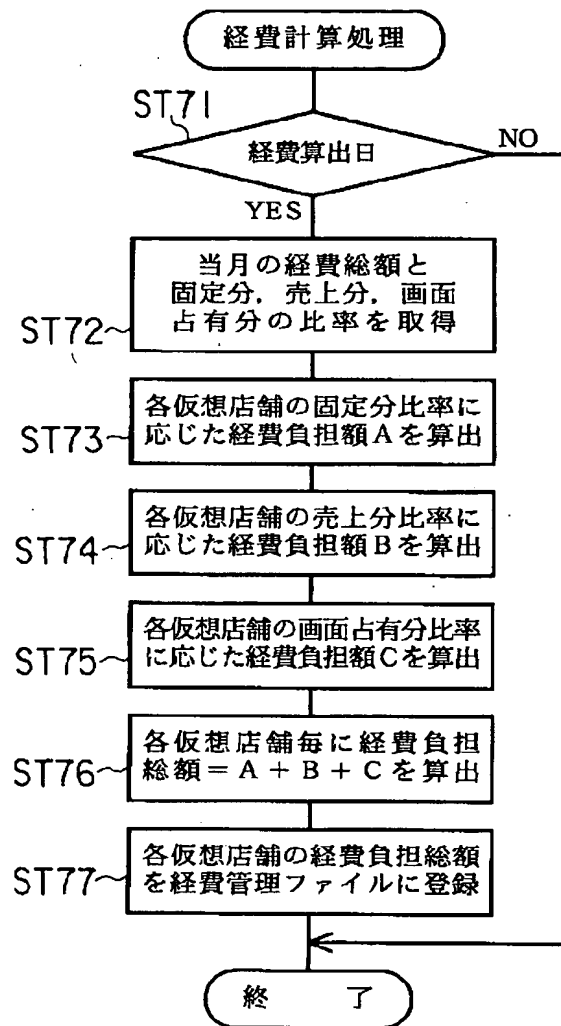 経費計算処理
ST71
経費算出日
NO
YES
当月の経費総額と
固定分,売上分,画面
占有分の比率を取得
ST72
各仮想店舗の固定分比率に
応じた経費負担額Aを算出
ST73
各仮想店舗の売上分比率に
応じた経費負担額Bを算出
ST74
各仮想店舗の画面占有分比率
に応じた経費負担額Cを算出
ST75
各仮想店舗毎に経費負担
総額=A+B+Cを算出
ST76
各仮想店舗の経費負担総額
を経費管理ファイルに登録
ST77
終 了